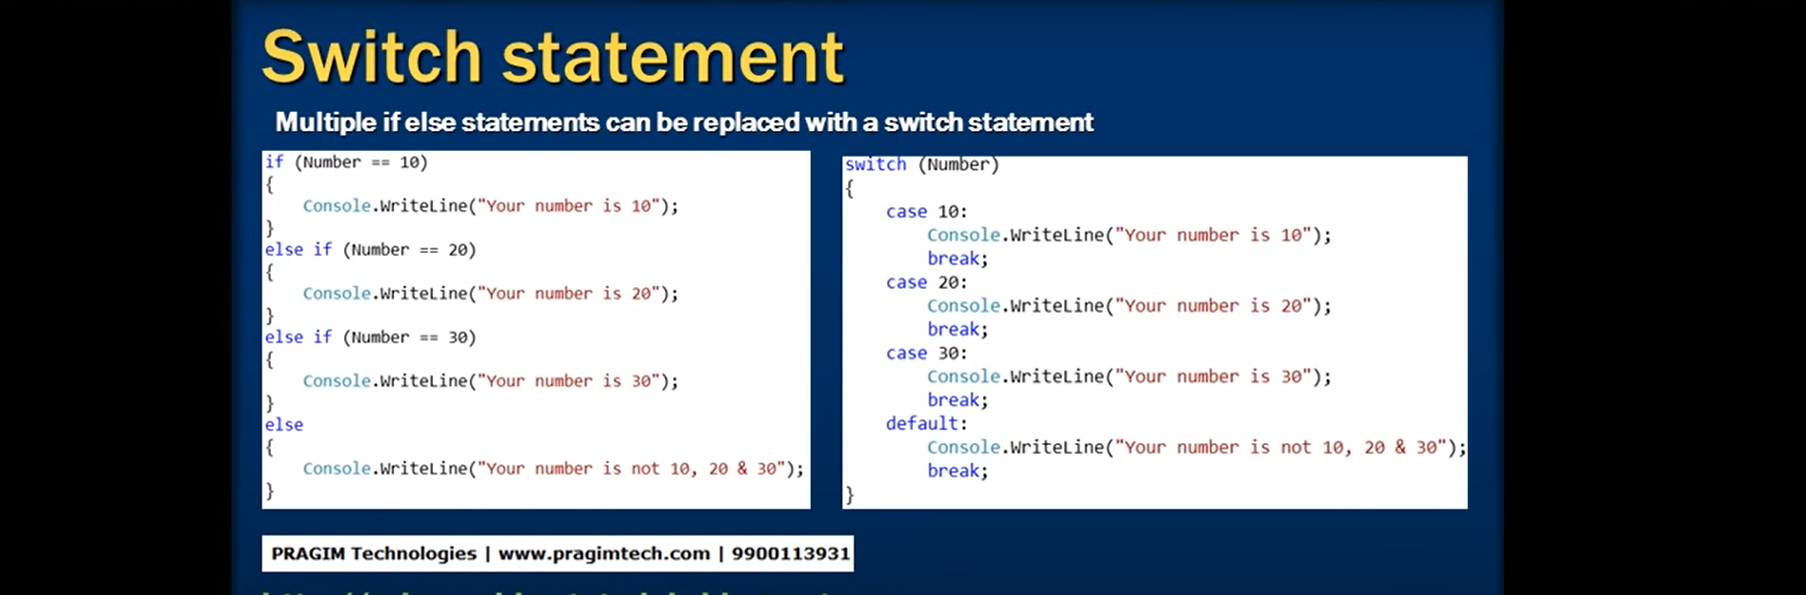 Switch statement
Multiple if else statements can be replaced with a switch statement
if (Number == 10)
{
    Console.WriteLine("Your number is 10");
}
else if (Number == 20)
{
    Console.WriteLine("Your number is 20");
}
else if (Number == 30)
{
    Console.WriteLine("Your number is 30");
}
else
{
    Console.WriteLine("Your number is not 10, 20 & 30");
}
switch (Number)
{
    case 10:
        Console.WriteLine("Your number is 10");
        break;
    case 20:
        Console.WriteLine("Your number is 20");
        break;
    case 30:
        Console.WriteLine("Your number is 30");
        break;
    default:
        Console.WriteLine("Your number is not 10, 20 & 30");
        break;
}
PRAGIM Technologies | www.pragimtech.com | 9900113931